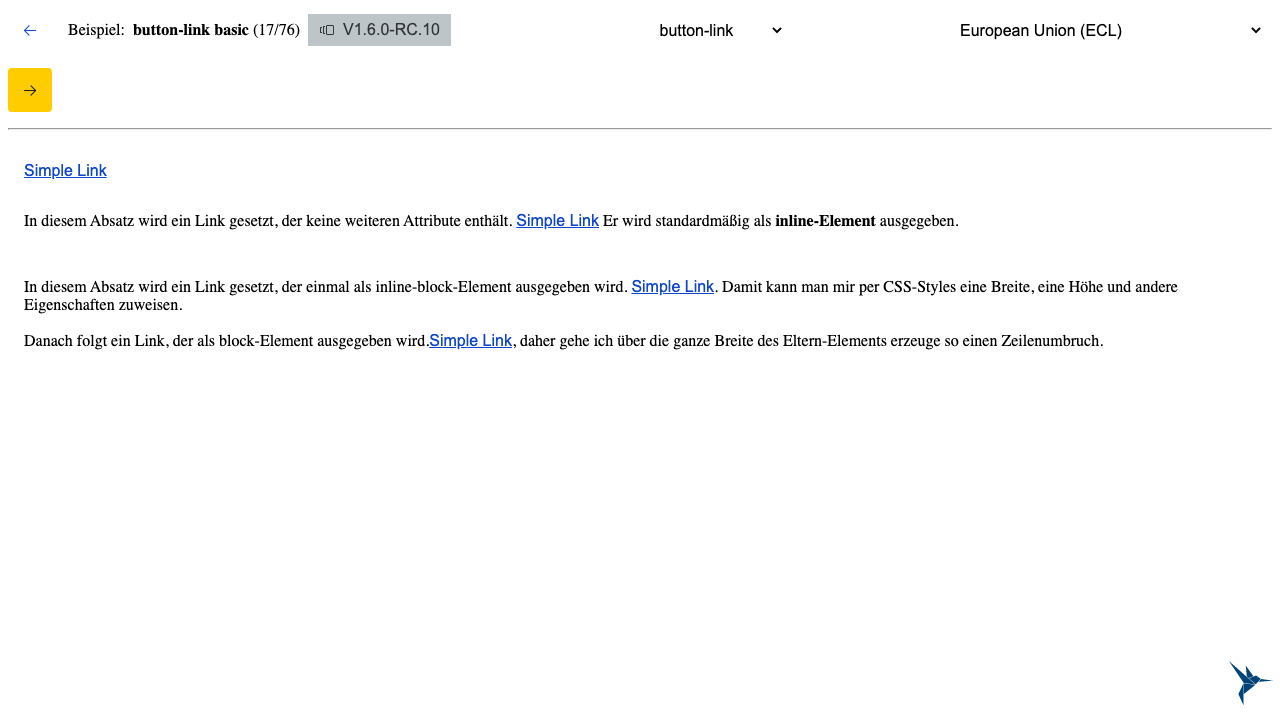 ← Beispiel: button-link basic (17/76) V1.6.0-RC.10 button-link European Union (ECL)
→
Simple Link
In diesem Absatz wird ein Link gesetzt, der keine weiteren Attribute enthält. Simple Link Er wird standardmäßig als inline-Element ausgegeben.
In diesem Absatz wird ein Link gesetzt, der einmal als inline-block-Element ausgegeben wird. Simple Link. Damit kann man mir per CSS-Styles eine Breite, eine Höhe und andere
Eigenschaften zuweisen.
Danach folgt ein Link, der als block-Element ausgegeben wird.Simple Link, daher gehe ich über die ganze Breite des Eltern-Elements erzeuge so einen Zeilenumbruch.